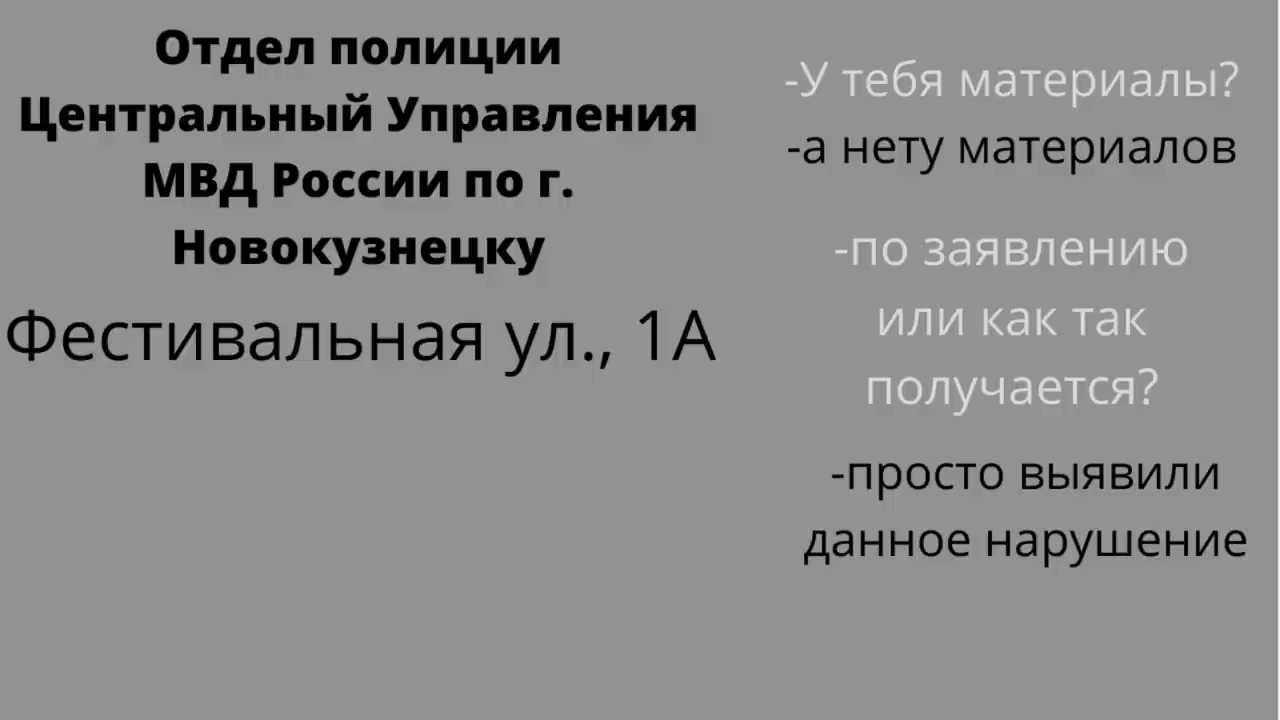 Отдел полиции
Центральный Управления
МВД России по г.
Новокузнецку
Фестивальная ул., 1А
-У тебя материалы?
-а нету материалов
-по заявлению
или как так
получается?
-просто выявили
данное нарушение